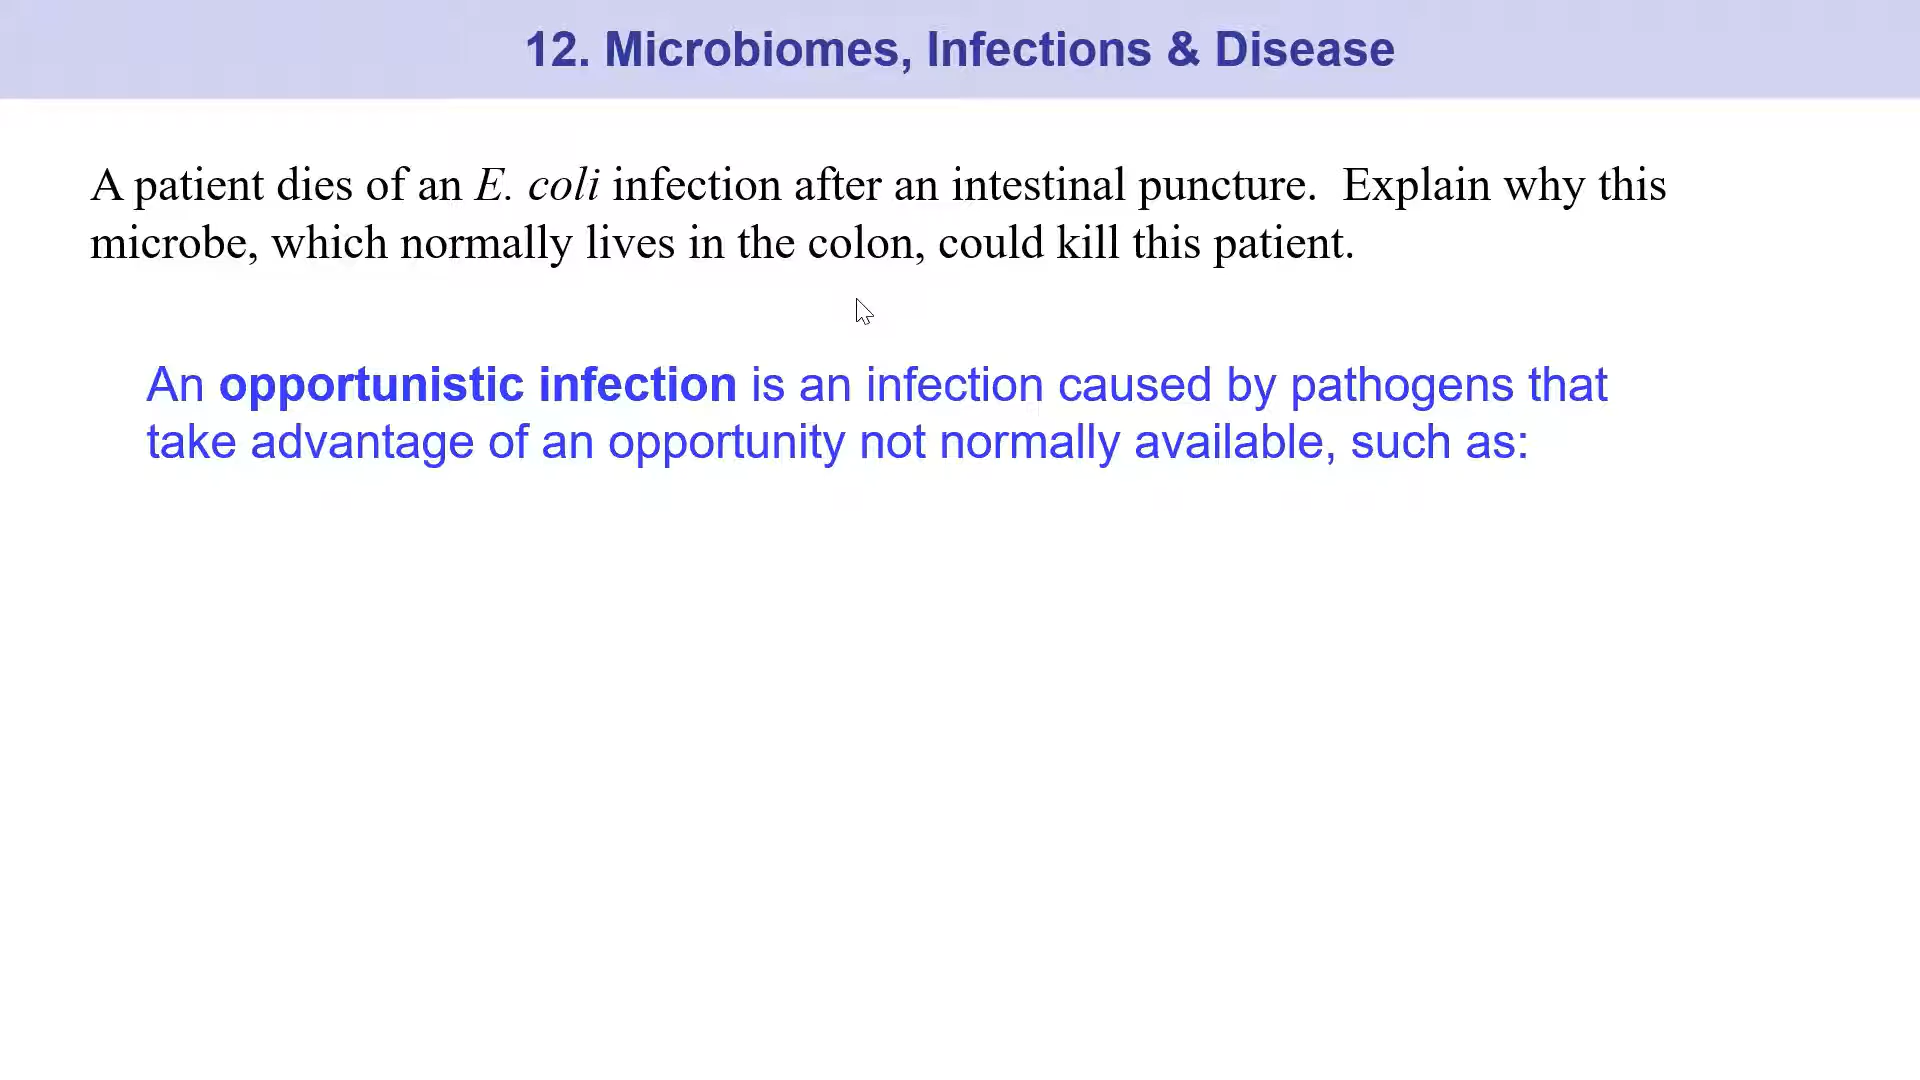 12. Microbiomes, Infections & Disease
A patient dies of an E. coli infection after an intestinal puncture.  Explain why this
microbe, which normally lives in the colon, could kill this patient.
An opportunistic infection is an infection caused by pathogens that
take advantage of an opportunity not normally available, such as: